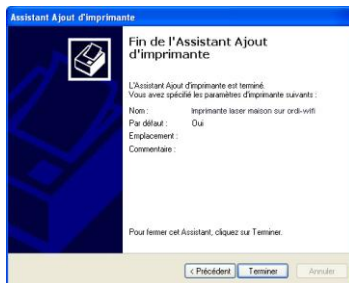 Assistant Ajout d'imprimante
Fin de l'Assistant Ajout
d'imprimante
L'Assistant Ajout d'imprimante est terminé.
Vous avez spécifié les paramètres d'imprimante suivants :
Nom : Imprimante laser maison sur ordi-wifi
Par défaut : Oui
Emplacement :
Commentaire :
Pour fermer cet Assistant, cliquez sur Terminer.
< Précédent Terminer Annuler